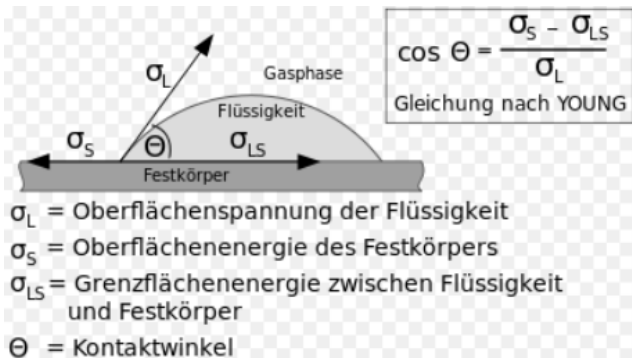 cos Θ = (σS – σLS) / σL
Gleichung nach YOUNG
σL
Gasphase
Flüssigkeit
σS
Θ
σLS
Festkörper
σL = Oberflächenspannung der Flüssigkeit
σS = Oberflächenenergie des Festkörpers
σLS = Grenzflächenenergie zwischen Flüssigkeit
und Festkörper
Θ = Kontaktwinkel